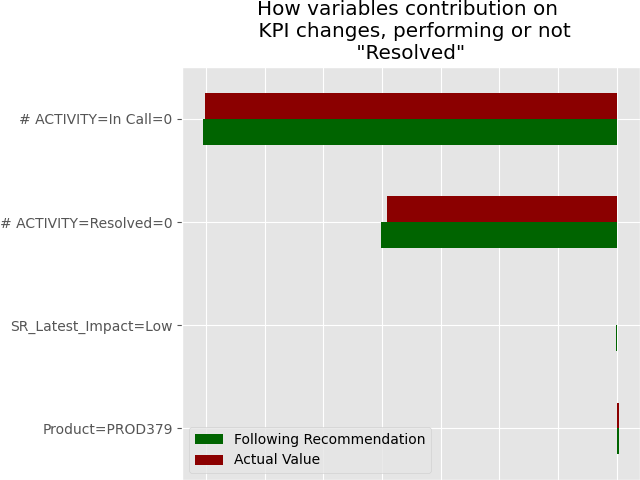 How variables contribution on
KPI changes, performing or not
"Resolved"
# ACTIVITY=In Call=0
# ACTIVITY=Resolved=0
SR_Latest_Impact=Low
Product=PROD379
Following Recommendation
Actual Value